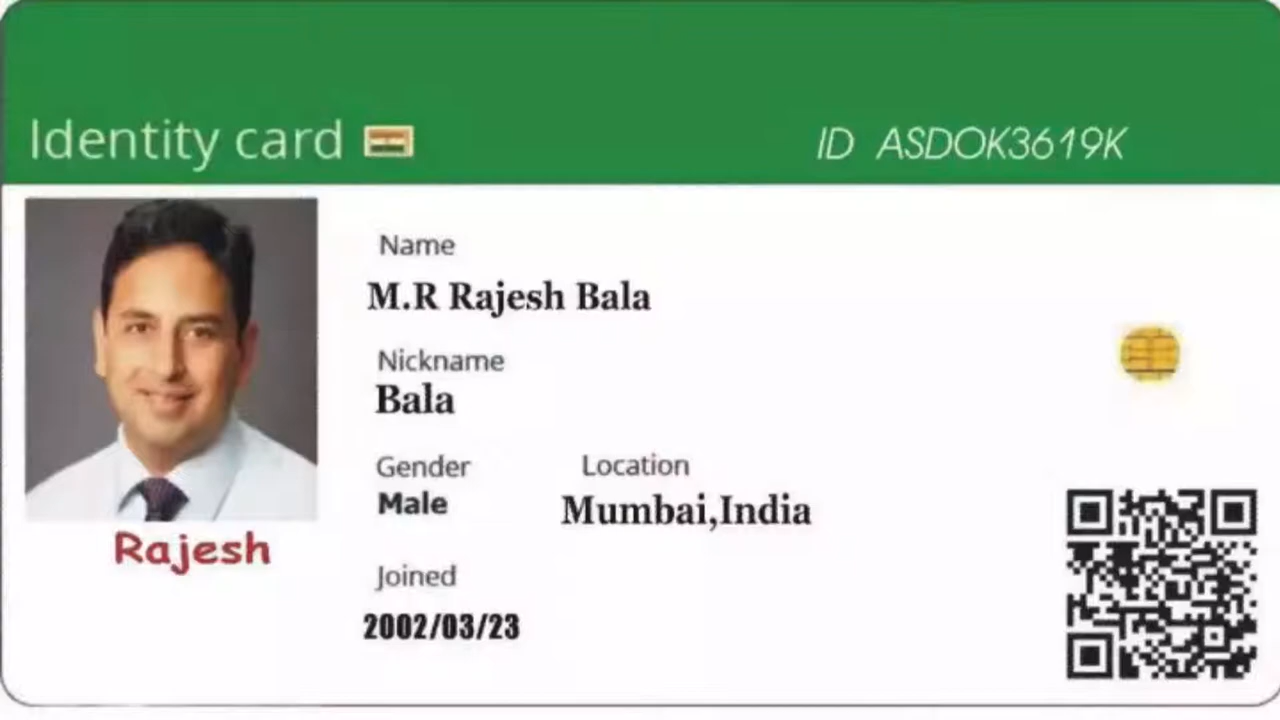 Identity card
ID ASDOK3619K
Name
M.R Rajesh Bala
Nickname
Bala
Gender Location
Male Mumbai,India
Rajesh
Joined
2002/03/23